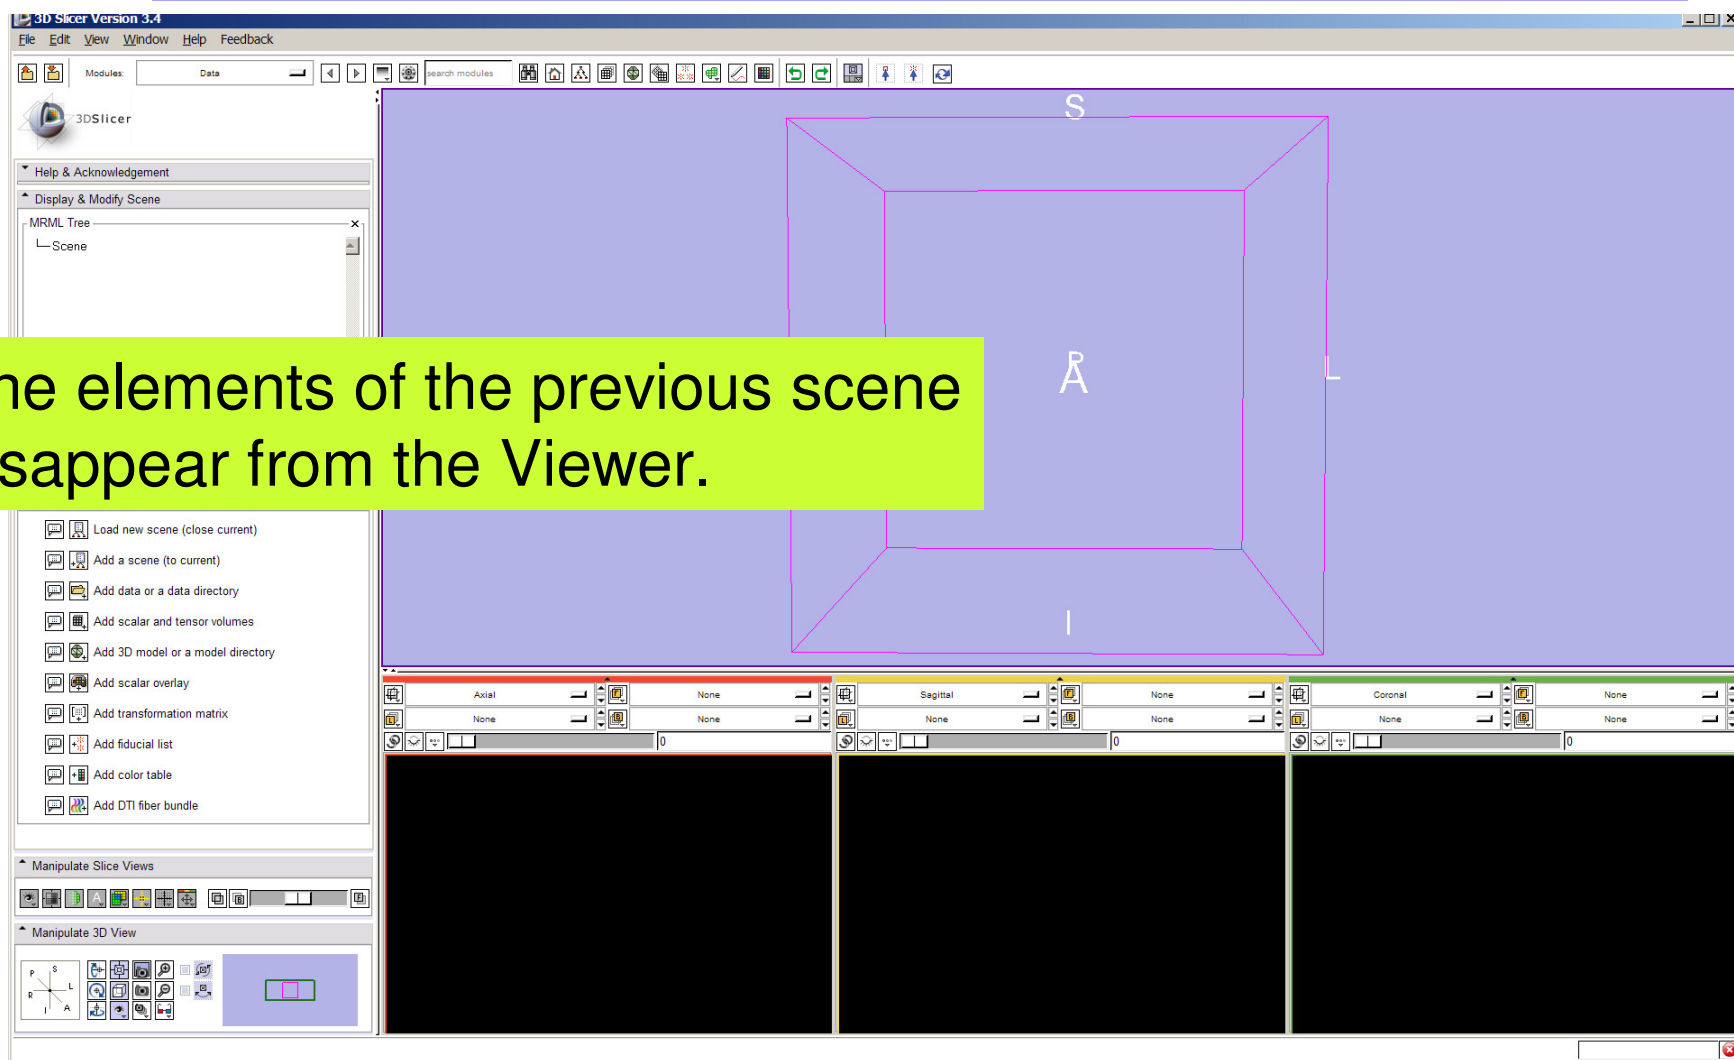 3D Slicer Version 3.4
File Edit View Window Help Feedback
Modules: Data search modules
3DSlicer
Help & Acknowledgement
Display & Modify Scene
MRML Tree
Scene
he elements of the previous scene
sappear from the Viewer.
S
R
A
L
I
Load new scene (close current)
Add a scene (to current)
Add data or a data directory
Add scalar and tensor volumes
Add 3D model or a model directory
Add scalar overlay
Add transformation matrix
Add fiducial list
Add color table
Add DTI fiber bundle
Axial None Sagittal None Coronal None
None None None None None None
0 0 0
Manipulate Slice Views
Manipulate 3D View
P S
R L
I A